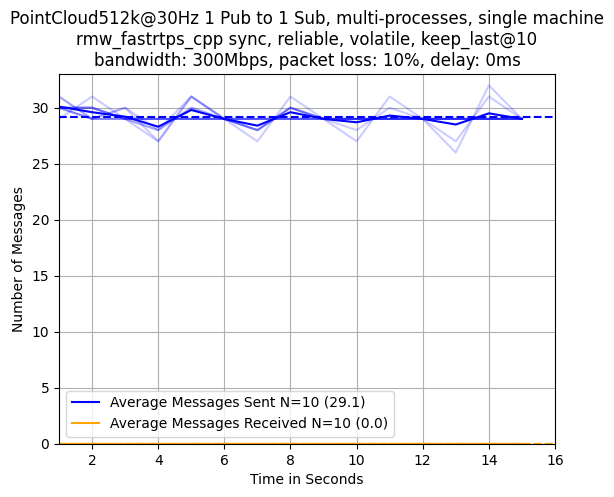 PointCloud512k@30Hz 1 Pub to 1 Sub, multi-processes, single machine
rmw_fastrtps_cpp sync, reliable, volatile, keep_last@10
bandwidth: 300Mbps, packet loss: 10%, delay: 0ms
30
25
20
15
10
5
0
Number of Messages
Average Messages Sent N=10 (29.1)
Average Messages Received N=10 (0.0)
2 4 6 8 10 12 14 16
Time in Seconds